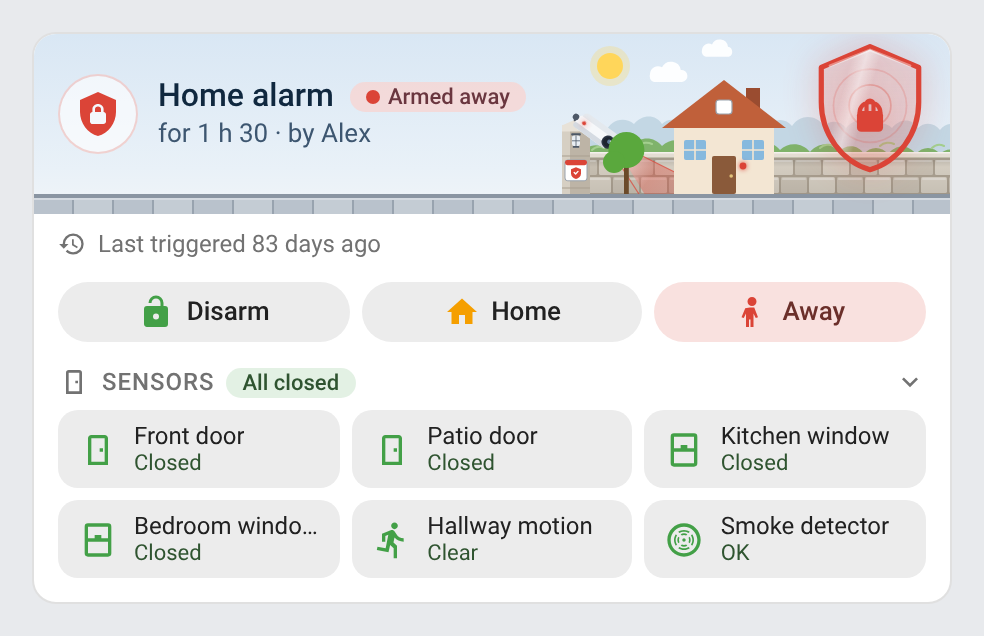 Home alarm
Armed away
for 1 h 30 · by Alex
Last triggered 83 days ago
Disarm
Home
Away
SENSORS
All closed
Front door
Closed
Patio door
Closed
Kitchen window
Closed
Bedroom windo...
Closed
Hallway motion
Clear
Smoke detector
OK